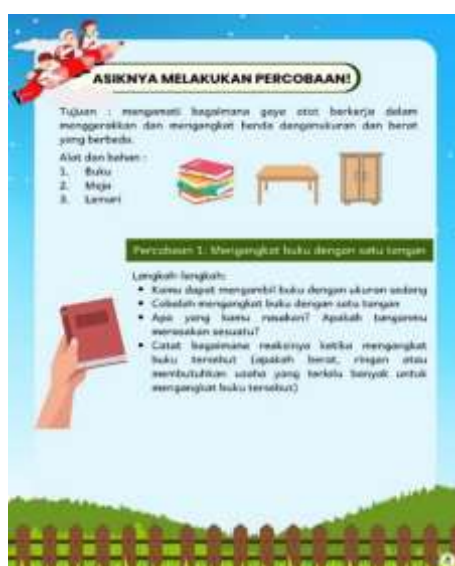 ASIKNYA MELAKUKAN PERCOBAAN!
Tujuan : mengamati bagaimana gaya otot berkerja dalam
menggerakkan dan mengangkat benda denganukuran dan berat
yang berbeda.
Alat dan bahan :
1. Buku
2. Meja
3. Lemari
Percobaan 1: Mengangkat buku dengan satu tangan
Langkah-langkah:
• Kamu dapat mengambil buku dengan ukuran sedang
• Cobalah mengangkat buku dengan satu tangan
• Apa yang kamu rasakan? Apakah tanganmu
merasakan sesuatu?
• Catat bagaimana reaksinya ketika mengangkat
buku tersebut (apakah berat, ringan atau
membutuhkan usaha yang terlalu banyak untuk
mengangkat buku tersebut)